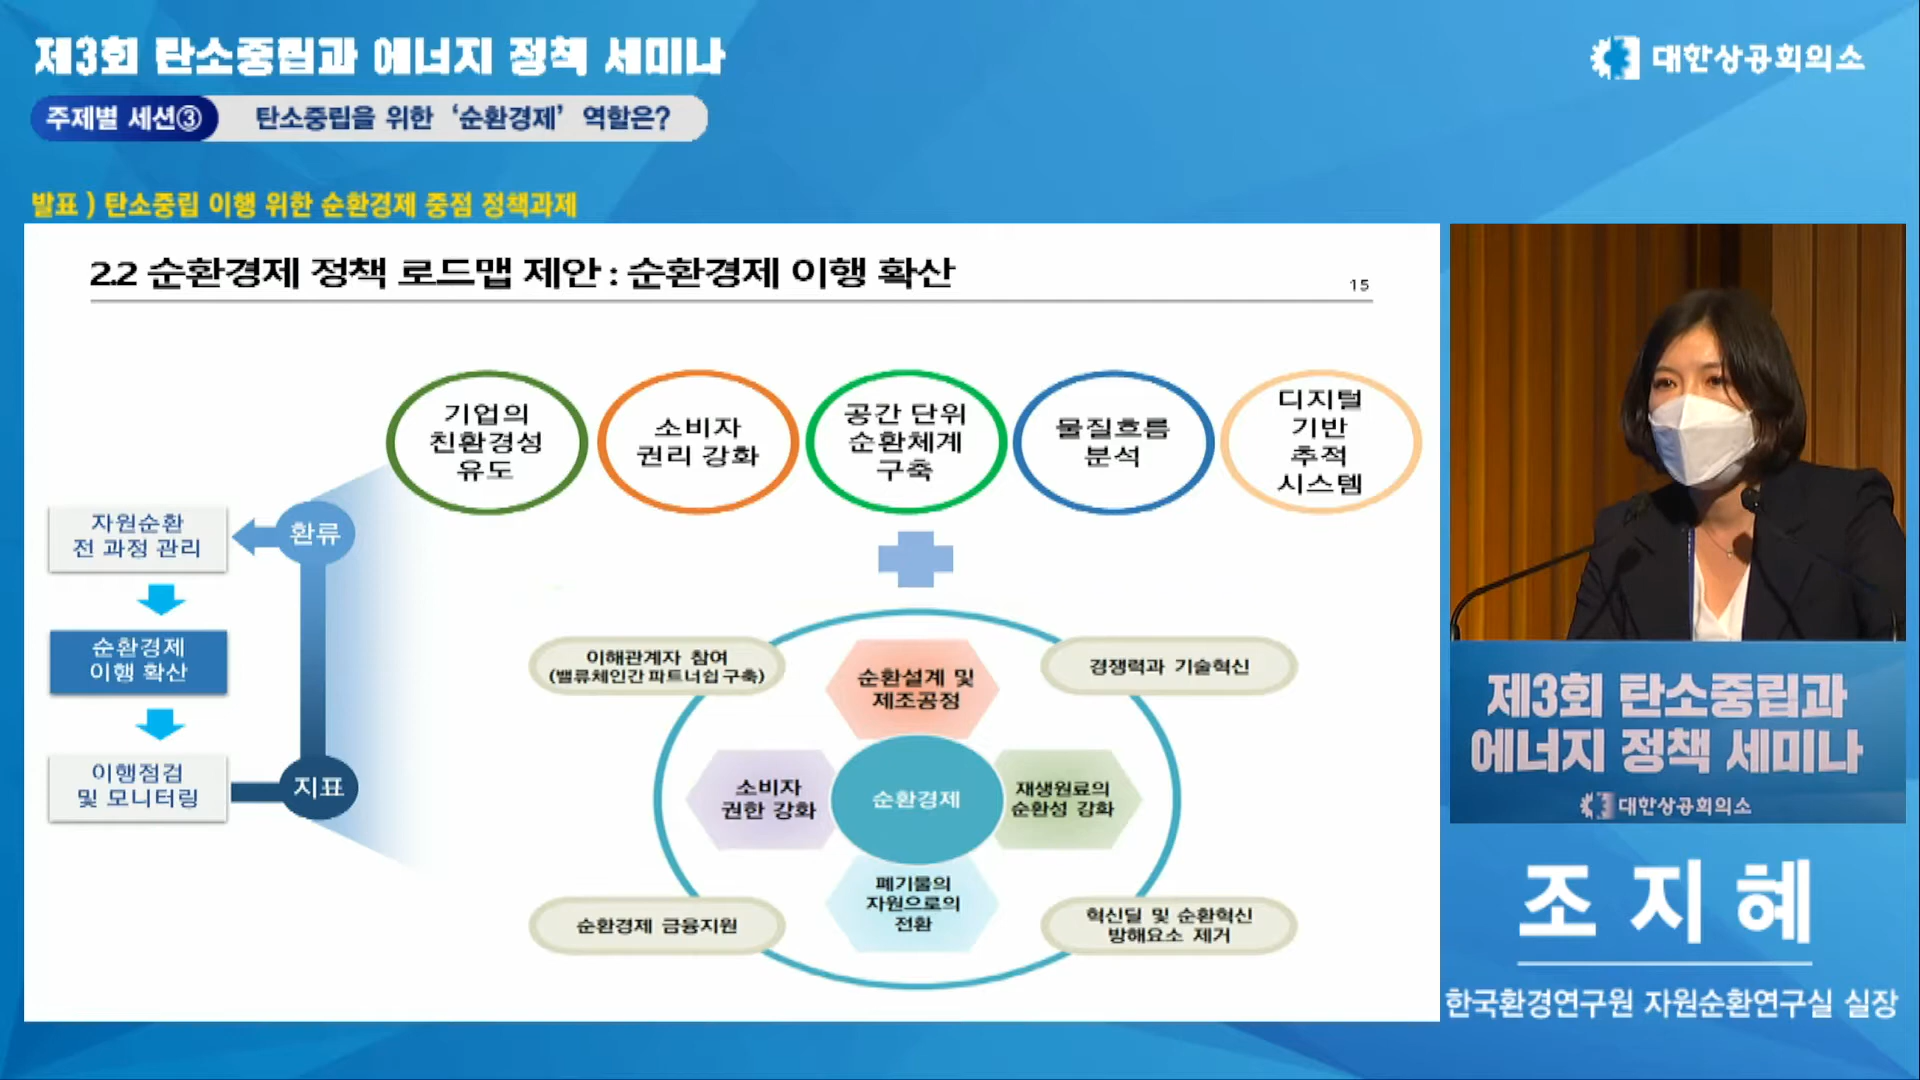 제3회 탄소중립과 에너지 정책 세미나
대한상공회의소
주제별 세션③ 탄소중립을 위한 ‘순환경제’ 역할은?
발표 ) 탄소중립 이행 위한 순환경제 중점 정책과제
2.2 순환경제 정책 로드맵 제안 : 순환경제 이행 확산
15
기업의
친환경성
유도
소비자
권리 강화
공간 단위
순환체계
구축
물질흐름
분석
디지털
기반
추적
시스템
자원순환
전 과정 관리
환류
순환경제
이행 확산
이행점검
및 모니터링
지표
이해관계자 참여
(밸류체인간 파트너쉽 구축)
순환설계 및
제조공정
경쟁력과 기술혁신
소비자
권한 강화
순환경제
재생원료의
순환성 강화
폐기물의
자원으로의
전환
순환경제 금융지원
혁신딜 및 순환혁신
방해요소 제거
제3회 탄소중립과
에너지 정책 세미나
대한상공회의소
조 지 혜
한국환경연구원 자원순환연구실 실장